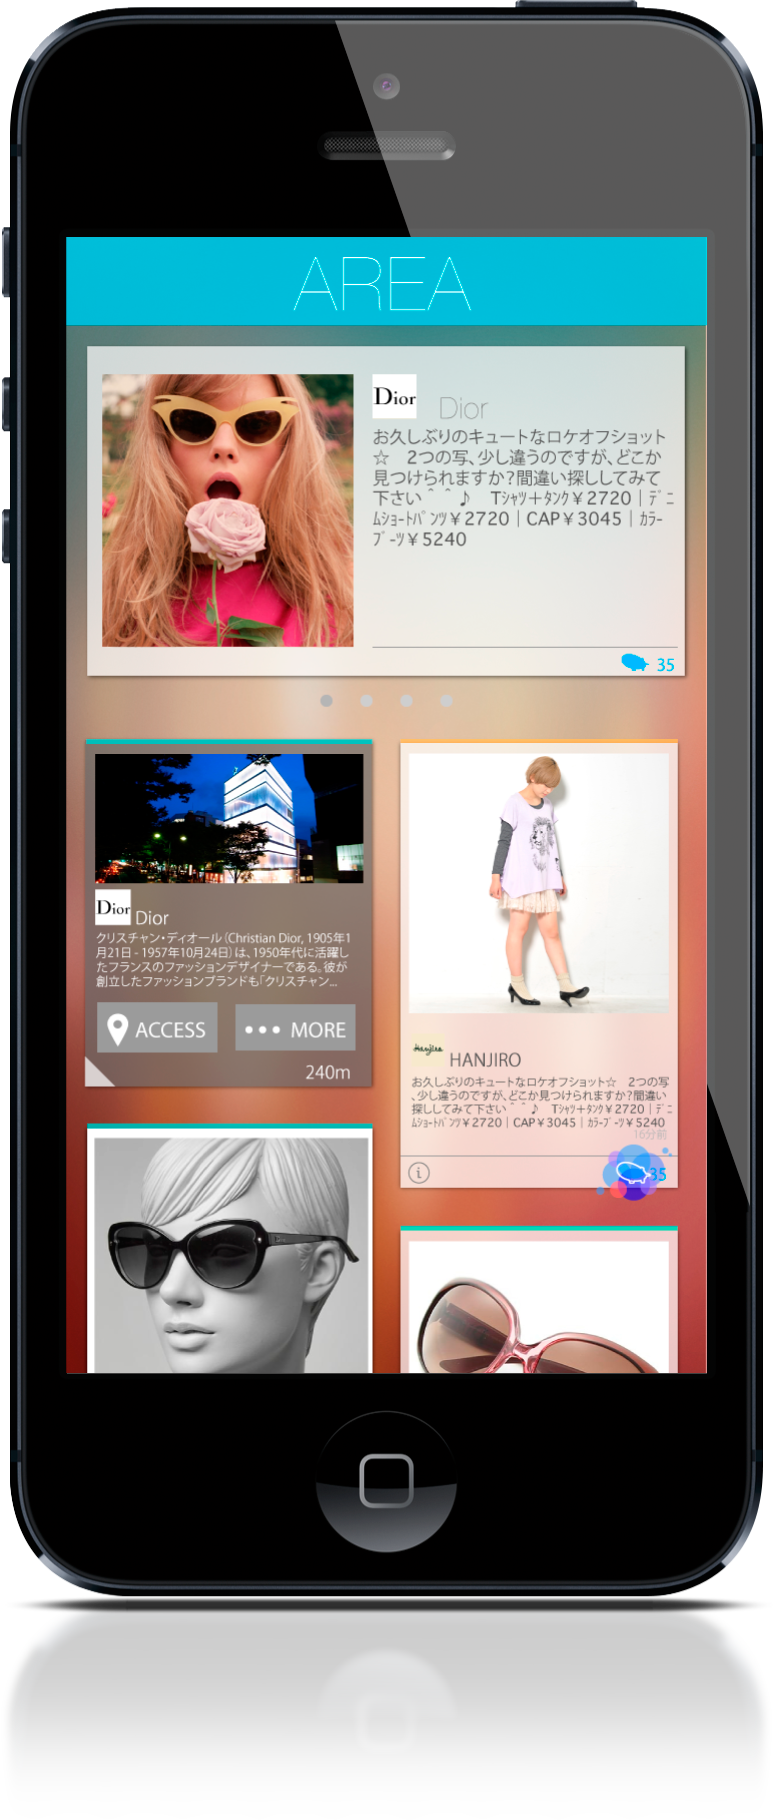 AREA
Dior
Dior
お久しぶりのキュートなロケオフショット
☆　2つの写、少し違うのですが、どこか
見つけられますか？間違い探ししてみて
下さい＾＾♪　Tｼｬﾂ＋ﾀﾝｸ￥2720｜ﾃﾞﾆ
ﾑｼｮｰﾄﾊﾟﾝﾂ￥2720｜CAP￥3045｜ｶﾗｰ
ﾌﾞｰﾂ￥5240
35
Dior
Dior
クリスチャン・ディオール（Christian Dior, 1905年1
月21日 - 1957年10月24日）は、1950年代に活躍し
たフランスのファッションデザイナーである。彼が
創立したファッションブランドも「クリスチャン...
ACCESS
MORE
240m
Hanjiro
HANJIRO
お久しぶりのキュートなロケオフショット☆　2つの写
、少し違うのですが、どこか見つけられますか？間違い
探ししてみて下さい＾＾♪　Tｼｬﾂ＋ﾀﾝｸ￥2720｜ﾃﾞﾆ
ﾑｼｮｰﾄﾊﾟﾝﾂ￥2720｜CAP￥3045｜ｶﾗｰﾌﾞｰﾂ￥5240
16分前
35